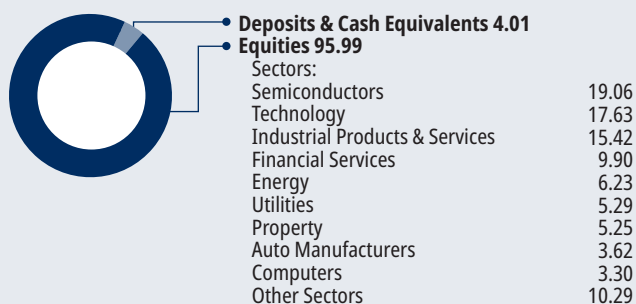 Deposits & Cash Equivalents 4.01
Equities 95.99
Sectors:
Semiconductors 19.06
Technology 17.63
Industrial Products & Services 15.42
Financial Services 9.90
Energy 6.23
Utilities 5.29
Property 5.25
Auto Manufacturers 3.62
Computers 3.30
Other Sectors 10.29